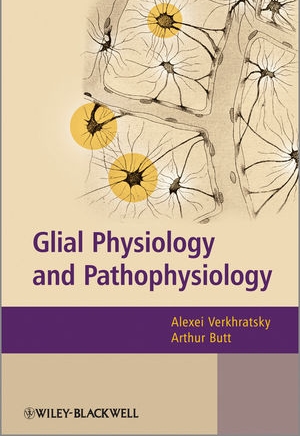 Glial Physiology
and Pathophysiology
Alexei Verkhratsky
Arthur Butt
WILEY-BLACKWELL